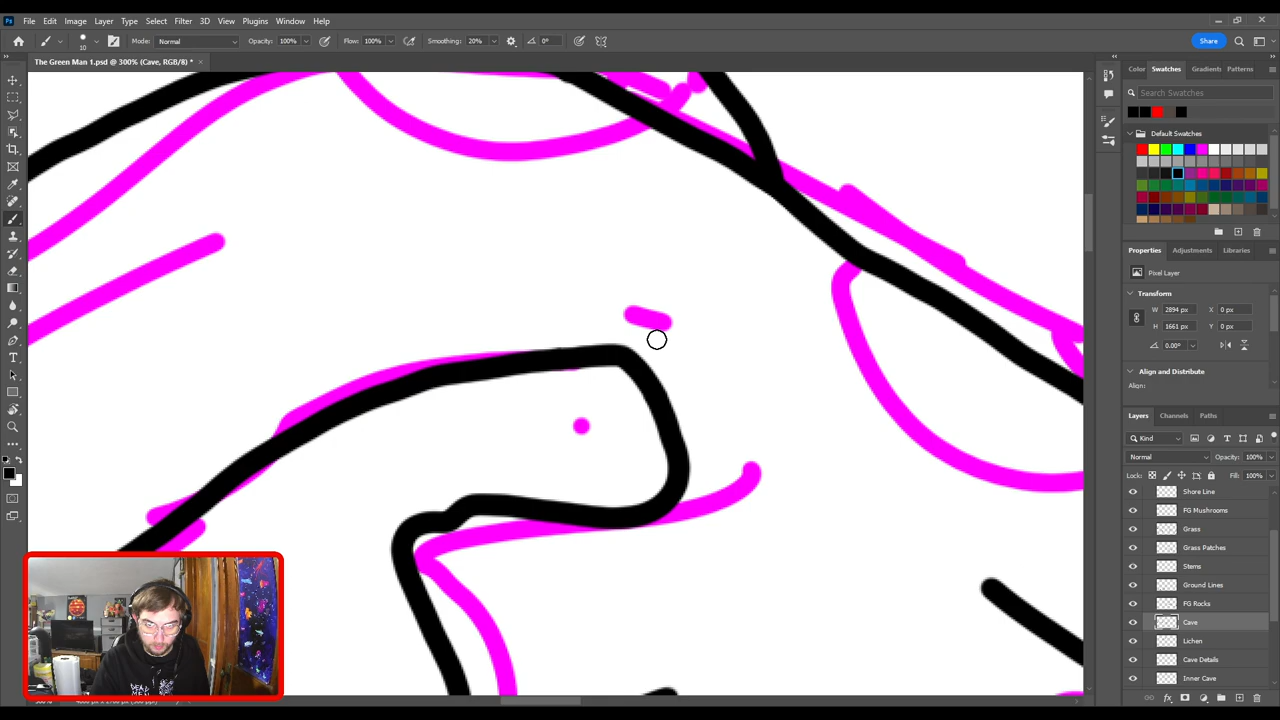 Ps File Edit Image Layer Type Select Filter 3D View Plugins Window Help
10 Mode: Normal Opacity: 100% Flow: 100% Smoothing: 20% 0° Share
The Green Man 1.psd @ 300% (Cave, RGB/8) *
Color Swatches Gradients Patterns
Search Swatches
Default Swatches
Properties Adjustments Libraries
Pixel Layer
Transform
W 2894 px X 0 px
H 1661 px Y 0 px
0.00°
Align and Distribute
Align:
Layers Channels Paths
Kind
Normal Opacity: 100%
Lock: Fill: 100%
Shore Line
FG Mushrooms
Grass
Grass Patches
Stems
Ground Lines
FG Rocks
Cave
Lichen
Cave Details
Inner Cave